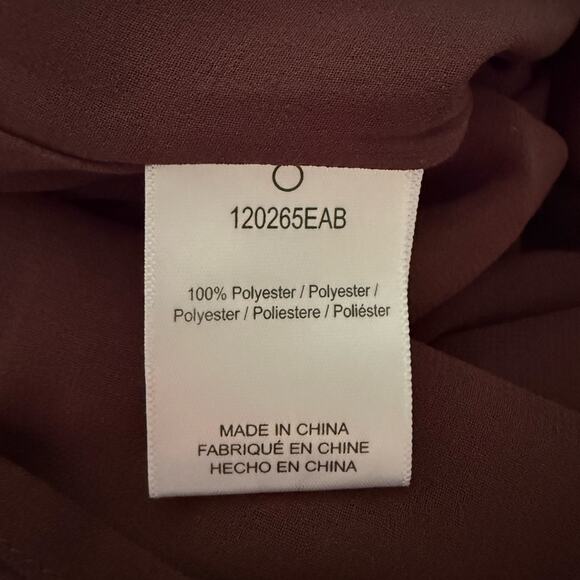 120265EAB
100% Polyester / Polyester /
Polyester / Poliestere / Poliéster
MADE IN CHINA
FABRIQUÉ EN CHINE
HECHO EN CHINA